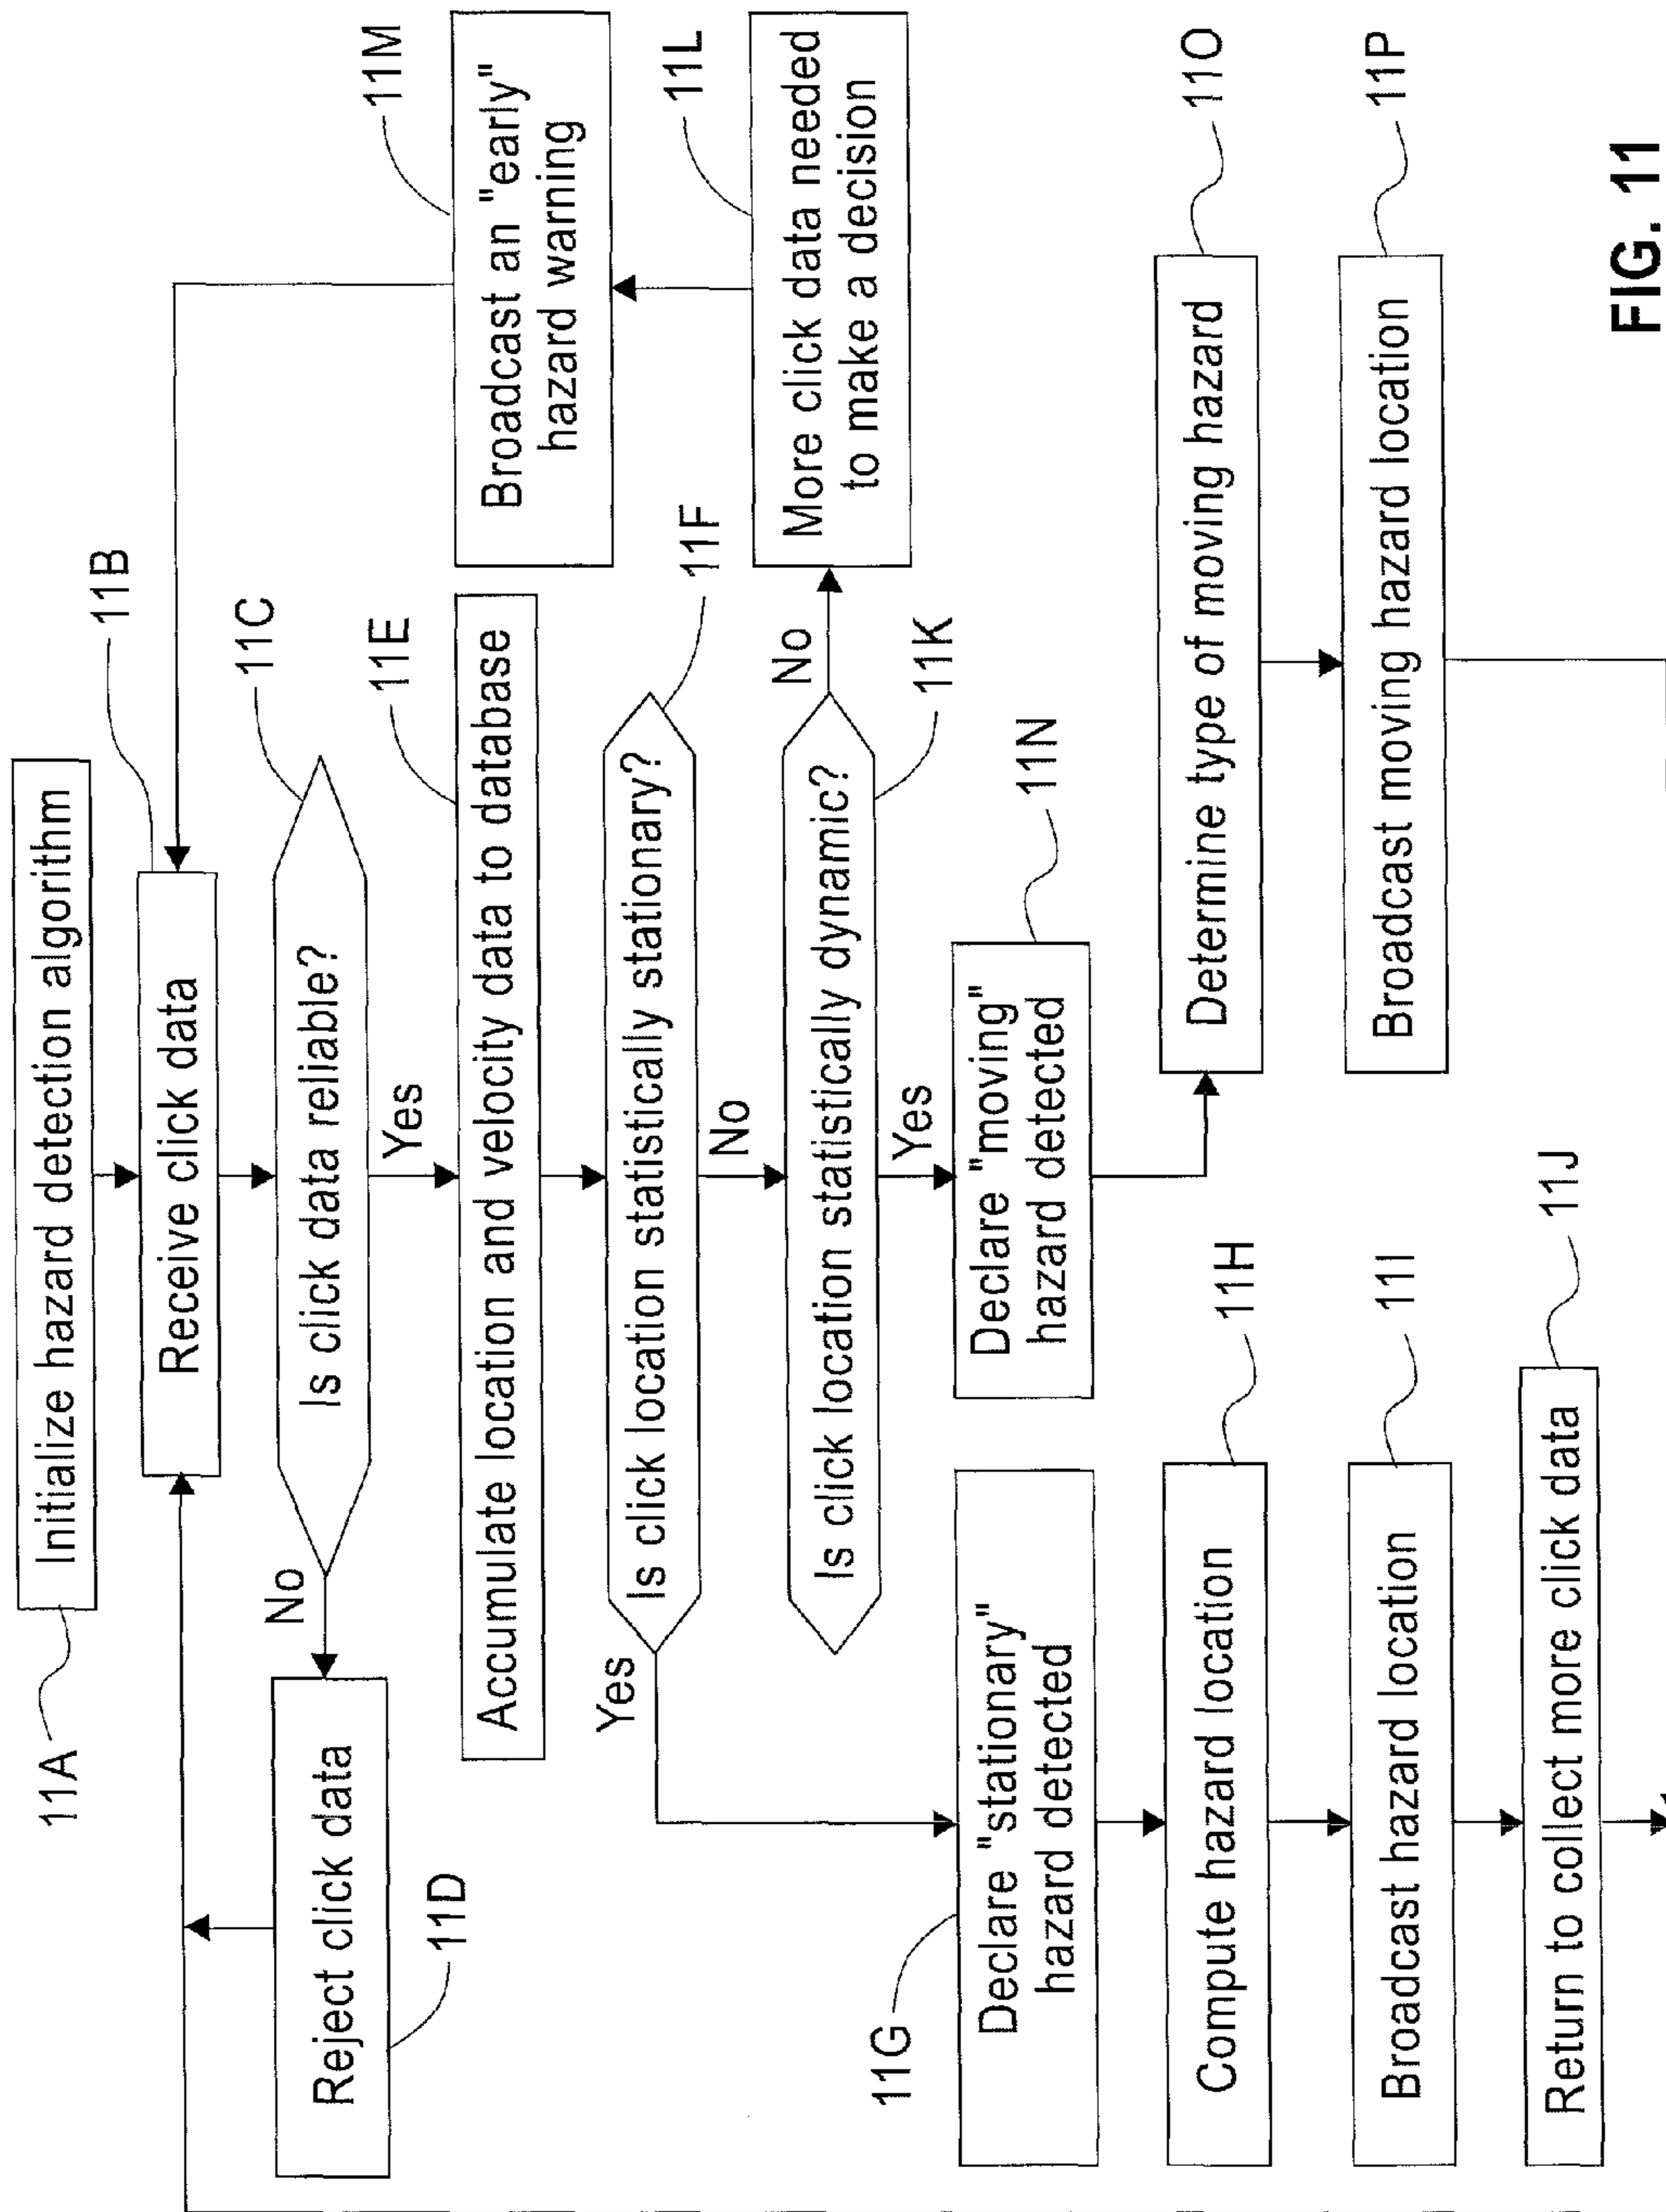 11A
Initialize hazard detection algorithm
11B
Receive click data
11C
Is click data reliable?
No
Yes
Reject click data
11D
11E
Accumulate location and velocity data to database
11F
Is click location statistically stationary?
Yes
No
11K
Is click location statistically dynamic?
No
Yes
11M
Broadcast an "early"
hazard warning
11L
More click data needed
to make a decision
11G
Declare "stationary"
hazard detected
11H
Compute hazard location
11I
Broadcast hazard location
11J
Return to collect more click data
11N
Declare "moving"
hazard detected
11O
Determine type of moving hazard
11P
Broadcast moving hazard location
FIG. 11